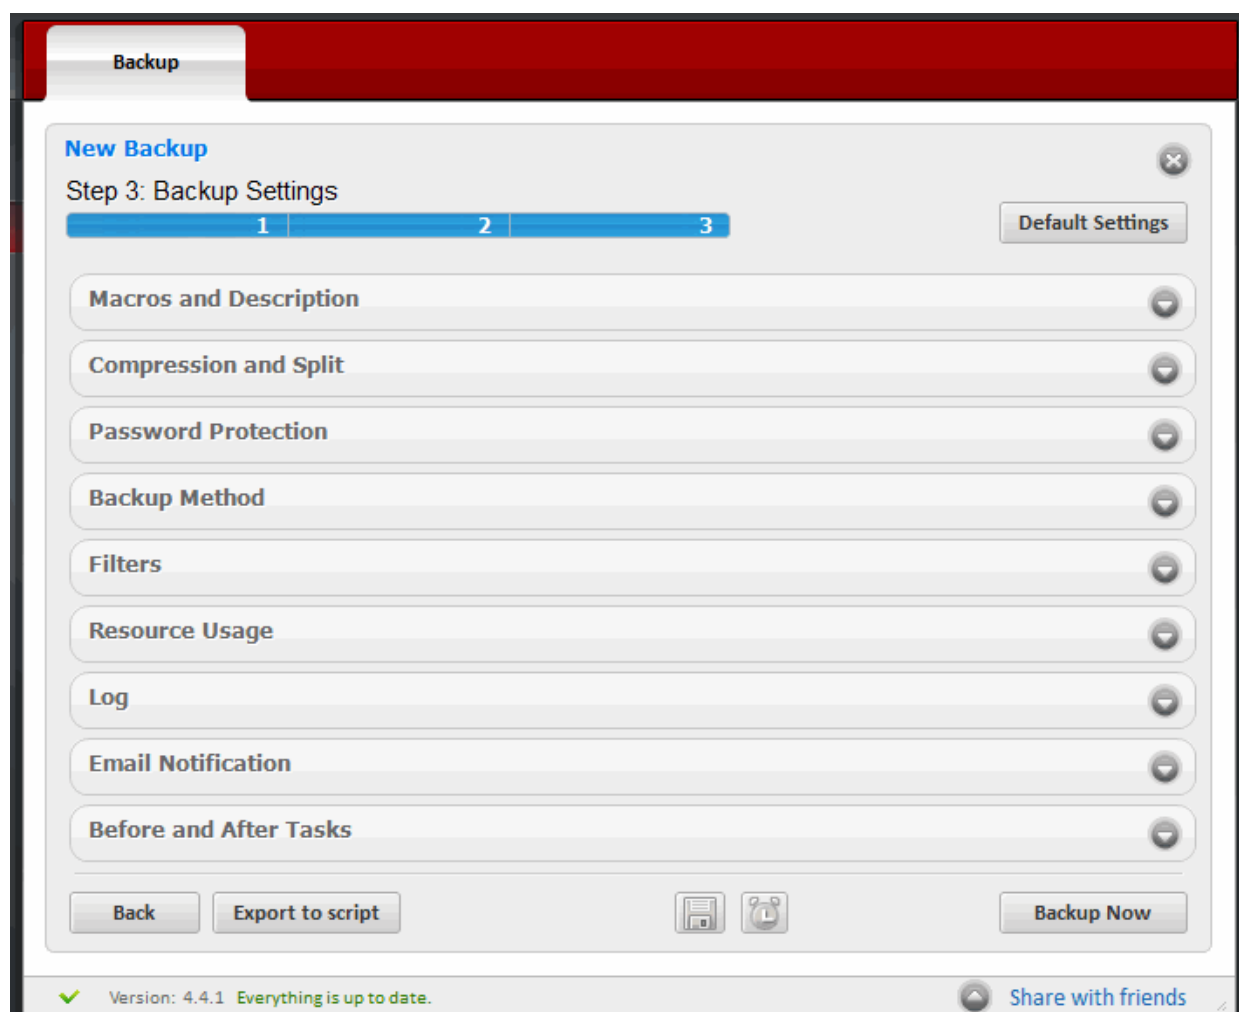 Backup
New Backup
Step 3: Backup Settings
1 2 3
Default Settings
Macros and Description
Compression and Split
Password Protection
Backup Method
Filters
Resource Usage
Log
Email Notification
Before and After Tasks
Back Export to script Backup Now
Version: 4.4.1 Everything is up to date. Share with friends